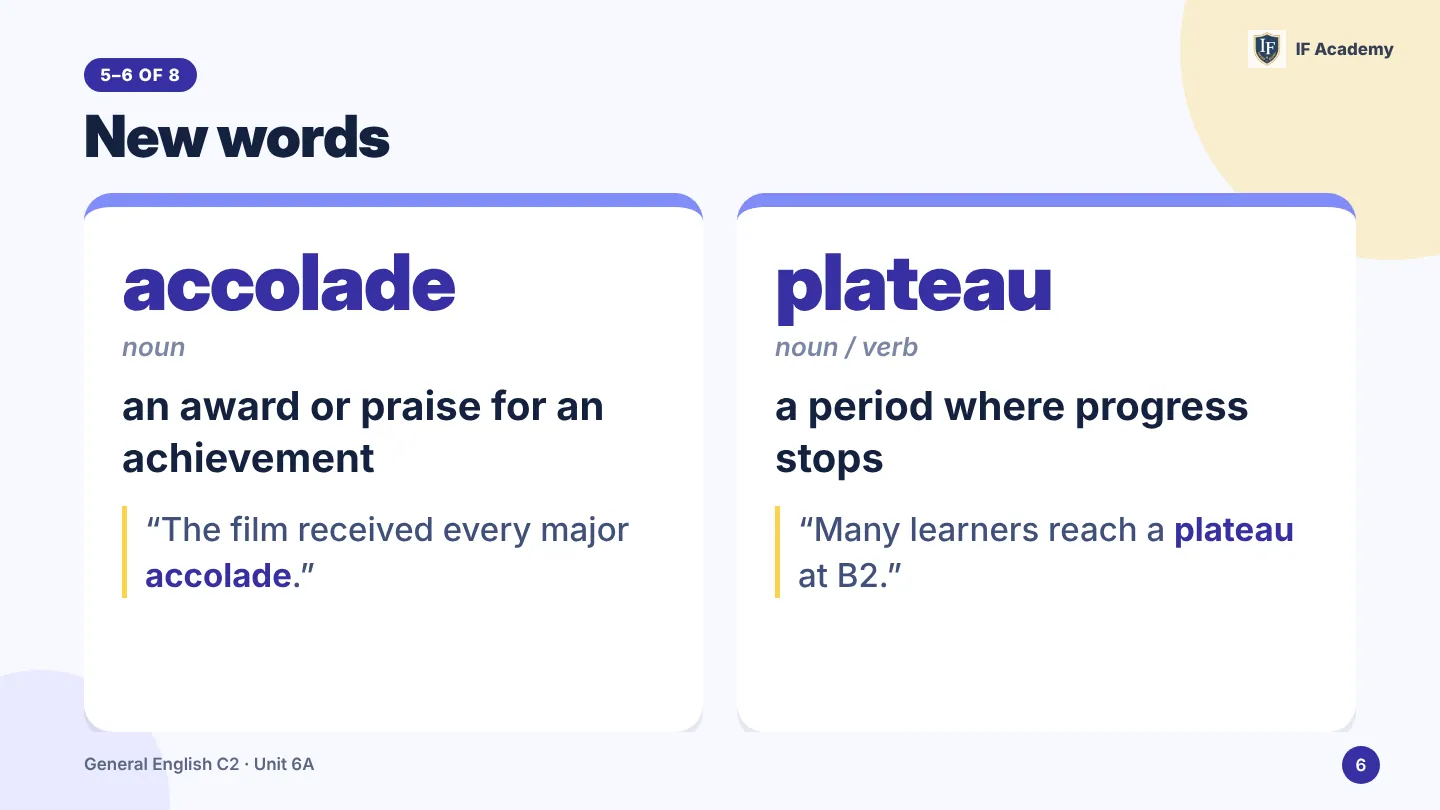 IF
IF Academy
5–6 OF 8
New words
accolade
noun
an award or praise for an
achievement
“The film received every major
accolade.”
plateau
noun / verb
a period where progress
stops
“Many learners reach a plateau
at B2.”
General English C2 · Unit 6A
6